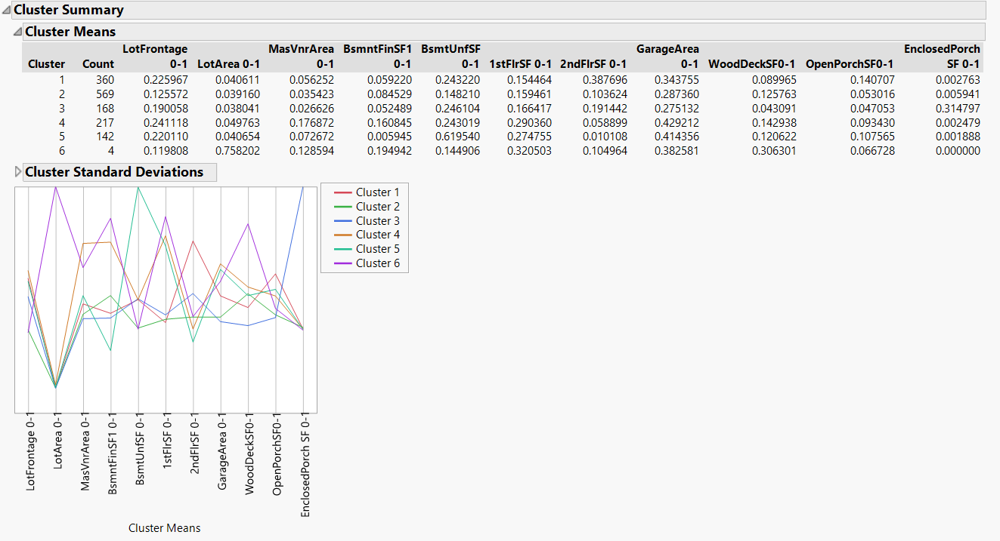 Cluster Summary
Cluster Means
LotFrontage MasVnrArea BsmntFinSF1 BsmtUnfSF GarageArea EnclosedPorch
Cluster Count 0-1 LotArea 0-1 0-1 0-1 0-1 1stFlrSF 0-1 2ndFlrSF 0-1 0-1 WoodDeckSF0-1 OpenPorchSF0-1 SF 0-1
1 360 0.225967 0.040611 0.056252 0.059220 0.243220 0.154464 0.387696 0.343755 0.089965 0.140707 0.002763
2 569 0.125572 0.039160 0.035423 0.084529 0.148210 0.159461 0.103624 0.287360 0.125763 0.053016 0.005941
3 168 0.190058 0.038041 0.026626 0.052489 0.246104 0.166417 0.191442 0.275132 0.043091 0.047053 0.314797
4 217 0.241118 0.049763 0.176872 0.160845 0.243019 0.290360 0.058899 0.429212 0.142938 0.093430 0.002479
5 142 0.220110 0.040654 0.072672 0.005945 0.619540 0.274755 0.010108 0.414356 0.120622 0.107565 0.001888
6 4 0.119808 0.758202 0.128594 0.194942 0.144906 0.320503 0.104964 0.382581 0.306301 0.066728 0.000000
Cluster Standard Deviations
Cluster 1
Cluster 2
Cluster 3
Cluster 4
Cluster 5
Cluster 6
LotFrontage 0-1
LotArea 0-1
MasVnrArea 0-1
BsmntFinSF1 0-1
BsmtUnfSF 0-1
1stFlrSF 0-1
2ndFlrSF 0-1
GarageArea 0-1
WoodDeckSF0-1
OpenPorchSF0-1
EnclosedPorch SF 0-1
Cluster Means